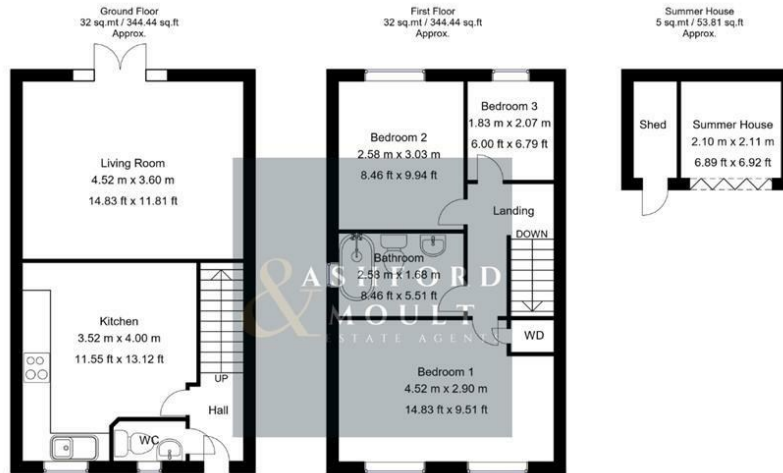 Ground Floor
32 sq.mt / 344.44 sq.ft
Approx.
First Floor
32 sq.mt / 344.44 sq.ft
Approx.
Summer House
5 sq.mt / 53.81 sq.ft
Approx.
Living Room
4.52 m x 3.60 m
14.83 ft x 11.81 ft
Kitchen
3.52 m x 4.00 m
11.55 ft x 13.12 ft
UP
Hall
WC
Bedroom 2
2.58 m x 3.03 m
8.46 ft x 9.94 ft
Bedroom 3
1.83 m x 2.07 m
6.00 ft x 6.79 ft
Landing
DOWN
Bathroom
2.58 m x 1.68 m
8.46 ft x 5.51 ft
WD
Bedroom 1
4.52 m x 2.90 m
14.83 ft x 9.51 ft
Shed
Summer House
2.10 m x 2.11 m
6.89 ft x 6.92 ft
& ASHFORD
MOULT
ESTATE AGENT